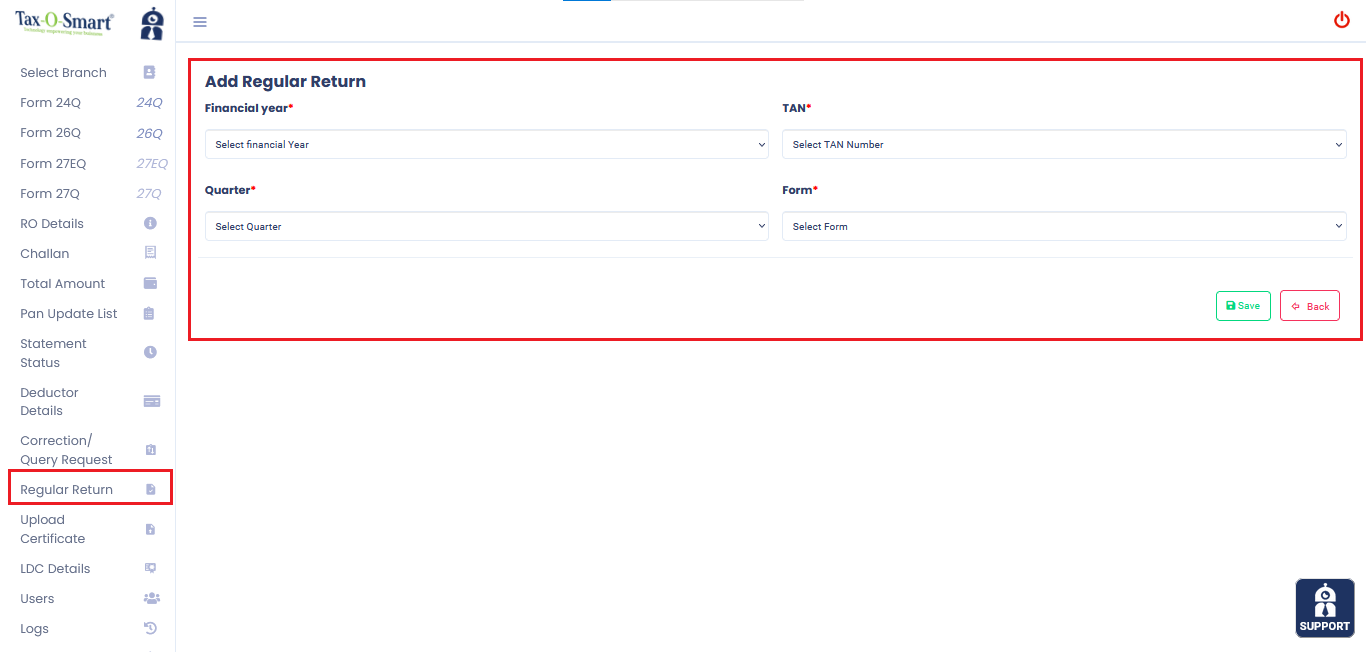 Tax-O-Smart®
technology empowering your business
Select Branch
Form 24Q 24Q
Form 26Q 26Q
Form 27EQ 27EQ
Form 27Q 27Q
RO Details
Challan
Total Amount
Pan Update List
Statement
Status
Deductor
Details
Correction/
Query Request
Regular Return
Upload
Certificate
LDC Details
Users
Logs
Add Regular Return
Financial year* TAN*
Select financial Year Select TAN Number
Quarter* Form*
Select Quarter Select Form
Save Back
SUPPORT